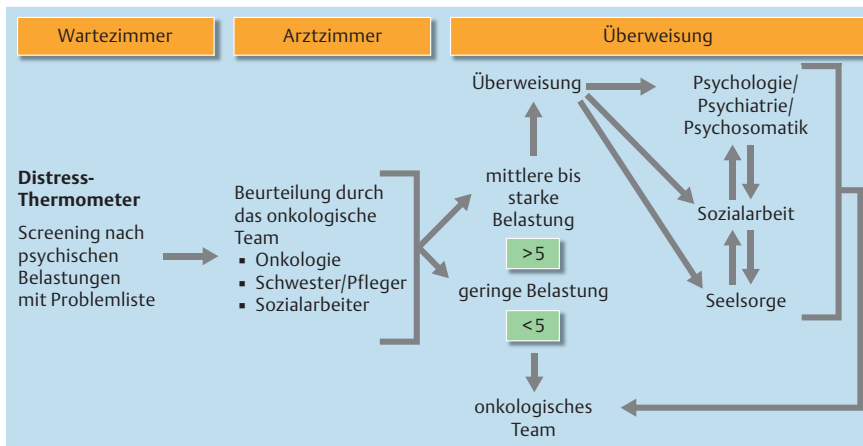 Wartezimmer
Arztzimmer
Überweisung
Distress-
Thermometer
Screening nach
psychischen
Belastungen
mit Problemliste
Beurteilung durch
das onkologische
Team
▪ Onkologie
▪ Schwester/Pfleger
▪ Sozialarbeiter
Überweisung
mittlere bis
starke
Belastung
>5
geringe Belastung
<5
onkologisches
Team
Psychologie/
Psychiatrie/
Psychosomatik
Sozialarbeit
Seelsorge